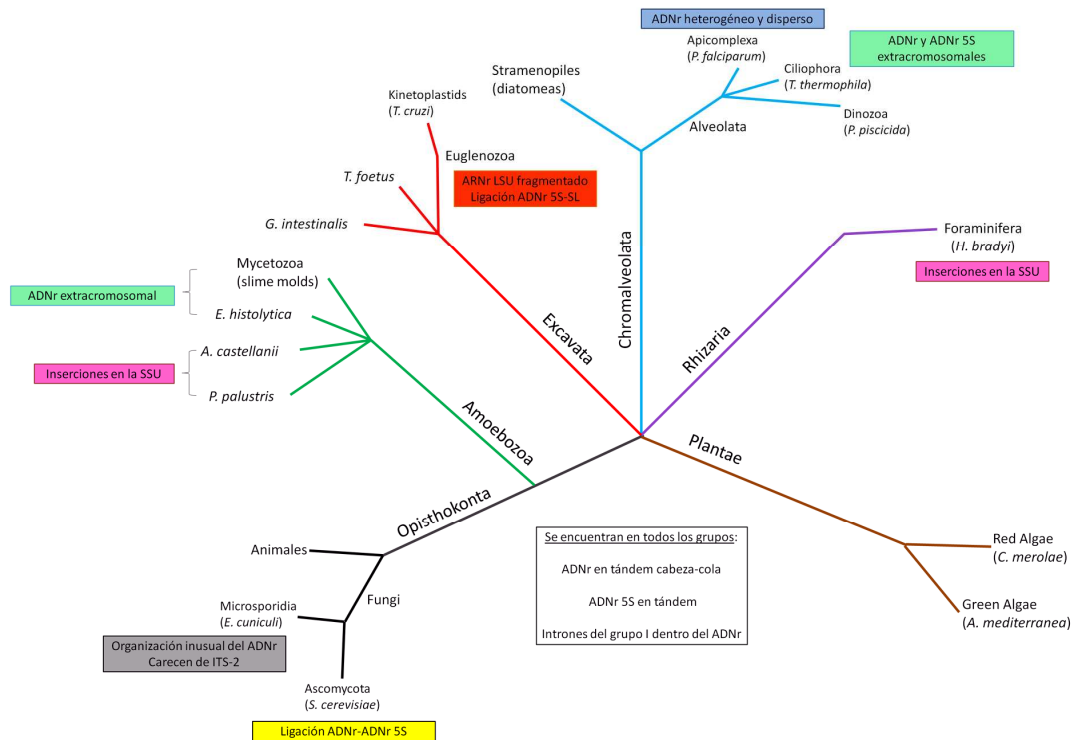 ADNr heterogéneo y disperso
Apicomplexa
(P. falciparum)
ADNr y ADNr 5S
extracromosomales
Ciliophora
(T. thermophila)
Dinozoa
(P. piscicida)
Alveolata
Stramenopiles
(diatomeas)
Chromalveolata
Kinetoplastids
(T. cruzi)
Euglenozoa
ARNr LSU fragmentado
Ligación ADNr 5S-SL
T. foetus
G. intestinalis
Excavata
Foraminifera
(H. bradyi)
Inserciones en la SSU
Rhizaria
Mycetozoa
(slime molds)
ADNr extracromosomal
E. histolytica
A. castellanii
Inserciones en la SSU
P. palustris
Amoebozoa
Plantae
Red Algae
(C. merolae)
Green Algae
(A. mediterranea)
Opisthokonta
Animales
Fungi
Microsporidia
(E. cuniculi)
Organización inusual del ADNr
Carecen de ITS-2
Ascomycota
(S. cerevisiae)
Ligación ADNr-ADNr 5S
Se encuentran en todos los grupos:
ADNr en tándem cabeza-cola
ADNr 5S en tándem
Intrones del grupo I dentro del ADNr